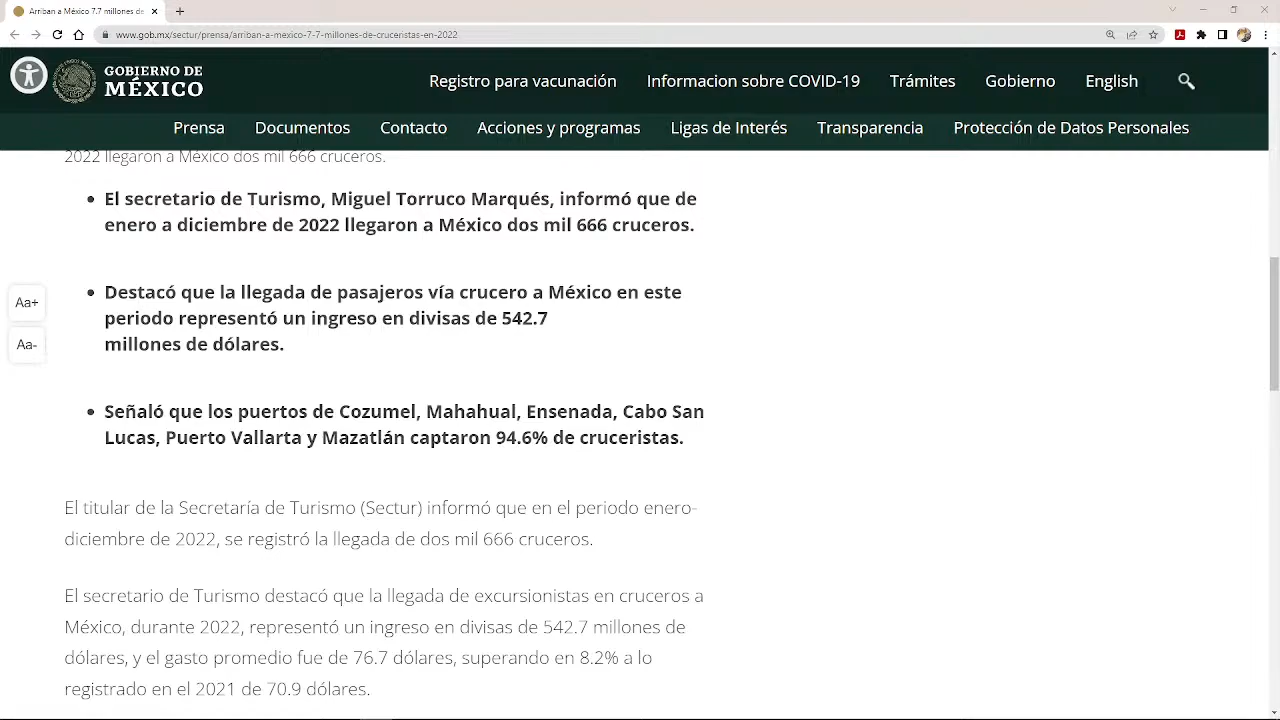 Arriban a México 7.7 millones de
www.gob.mx/sectur/prensa/arriban-a-mexico-7-7-millones-de-cruceristas-en-2022
GOBIERNO DE
MÉXICO
Registro para vacunación
Informacion sobre COVID-19
Trámites
Gobierno
English
Prensa
Documentos
Contacto
Acciones y programas
Ligas de Interés
Transparencia
Protección de Datos Personales
2022 llegaron a México dos mil 666 cruceros.
El secretario de Turismo, Miguel Torruco Marqués, informó que de
enero a diciembre de 2022 llegaron a México dos mil 666 cruceros.
Destacó que la llegada de pasajeros vía crucero a México en este
periodo representó un ingreso en divisas de 542.7
millones de dólares.
Aa+
Aa-
Señaló que los puertos de Cozumel, Mahahual, Ensenada, Cabo San
Lucas, Puerto Vallarta y Mazatlán captaron 94.6% de cruceristas.
El titular de la Secretaría de Turismo (Sectur) informó que en el periodo enero-
diciembre de 2022, se registró la llegada de dos mil 666 cruceros.
El secretario de Turismo destacó que la llegada de excursionistas en cruceros a
México, durante 2022, representó un ingreso en divisas de 542.7 millones de
dólares, y el gasto promedio fue de 76.7 dólares, superando en 8.2% a lo
registrado en el 2021 de 70.9 dólares.